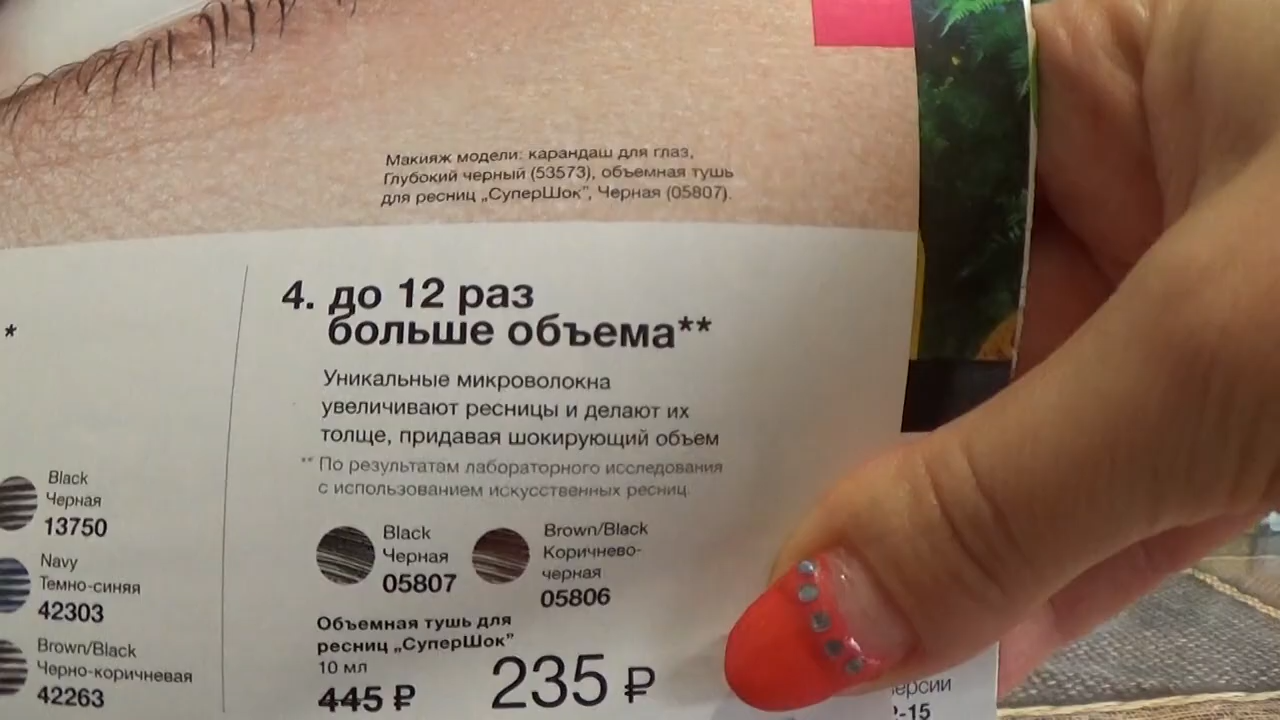 Макияж модели: карандаш для глаз,
Глубокий черный (53573), объемная тушь
для ресниц „СуперШок”, Черная (05807).
*
Black
Черная
13750
Navy
Темно-синяя
42303
Brown/Black
Черно-коричневая
42263
4. до 12 раз
больше объема**
Уникальные микроволокна
увеличивают ресницы и делают их
толще, придавая шокирующий объем
** По результатам лабораторного исследования
с использованием искусственных ресниц.
Black
Черная
05807
Brown/Black
Коричнево-
черная
05806
Объемная тушь для
ресниц „СуперШок”
10 мл
445 ₽
235 ₽
-15